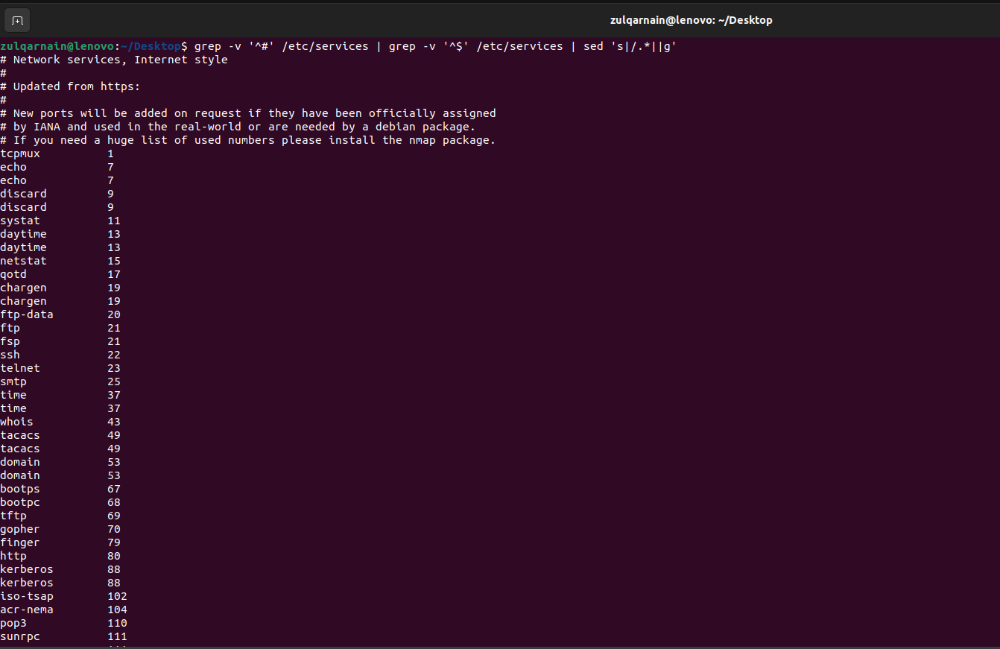 zulqarnain@lenovo: ~/Desktop
zulqarnain@lenovo:~/Desktop$ grep -v '^#' /etc/services | grep -v '^$' /etc/services | sed 's|/.*||g'
# Network services, Internet style
#
# Updated from https:
#
# New ports will be added on request if they have been officially assigned
# by IANA and used in the real-world or are needed by a debian package.
# If you need a huge list of used numbers please install the nmap package.
tcpmux          1
echo            7
echo            7
discard         9
discard         9
systat          11
daytime         13
daytime         13
netstat         15
qotd            17
chargen         19
chargen         19
ftp-data        20
ftp             21
fsp             21
ssh             22
telnet          23
smtp            25
time            37
time            37
whois           43
tacacs          49
tacacs          49
domain          53
domain          53
bootps          67
bootpc          68
tftp            69
gopher          70
finger          79
http            80
kerberos        88
kerberos        88
iso-tsap        102
acr-nema        104
pop3            110
sunrpc          111